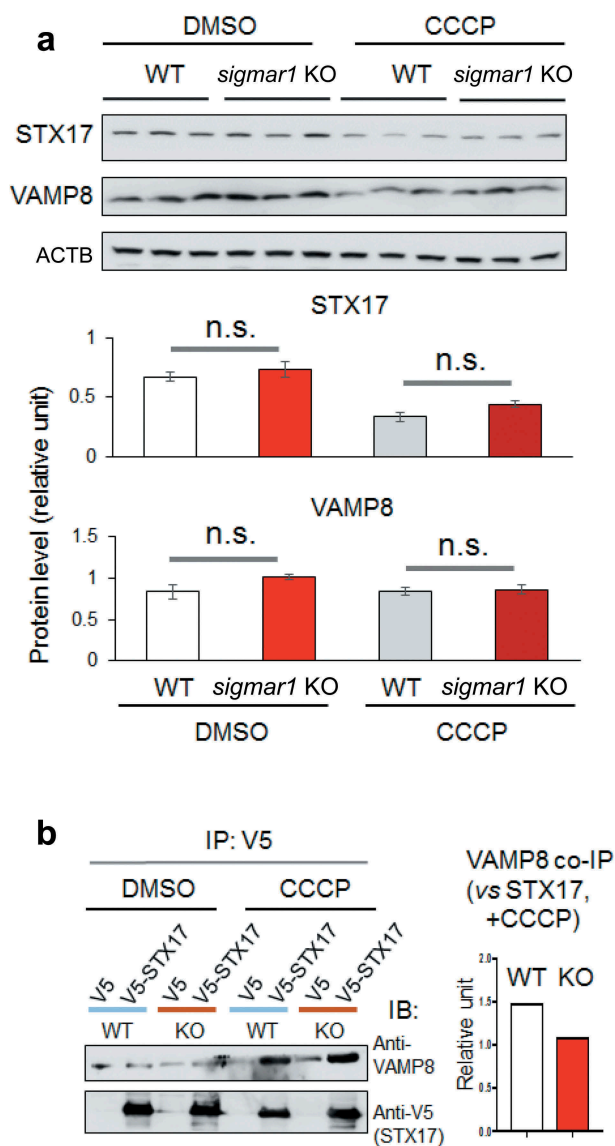 a
DMSO CCCP
WT sigmar1 KO WT sigmar1 KO
STX17
VAMP8
ACTB
STX17
1
n.s.
n.s.
0.5
0
Protein level (relative unit)
VAMP8
1.5
n.s.
n.s.
1
0.5
0
WT sigmar1 KO WT sigmar1 KO
DMSO CCCP
b
IP: V5
DMSO CCCP
V5 V5-STX17 V5 V5-STX17 V5 V5-STX17 V5 V5-STX17
IB:
WT KO WT KO
Anti-
VAMP8
Anti-V5
(STX17)
VAMP8 co-IP
(vs STX17,
+CCCP)
2.0
WT KO
1.5
1.0
0.5
0.0
Relative unit